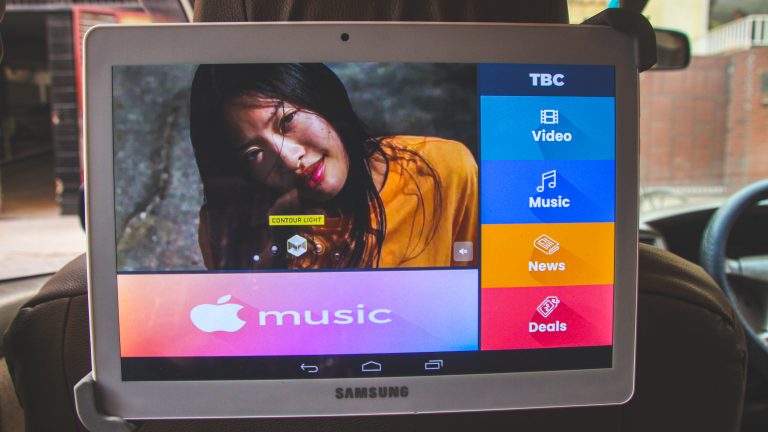 TBC
Video
Music
News
Deals
CONTOUR LIGHT
music
SAMSUNG